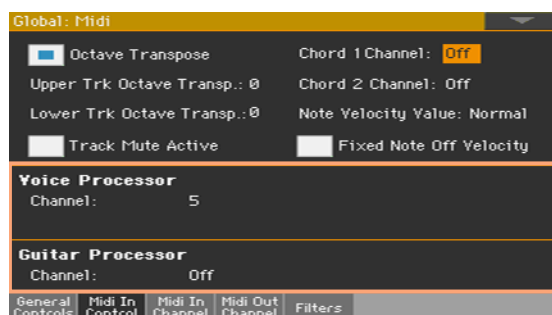 Global: Midi
Octave Transpose
Chord 1 Channel: Off
Upper Trk Octave Transp.: 0
Chord 2 Channel: Off
Lower Trk Octave Transp.:0
Note Velocity Value: Normal
Track Mute Active
Fixed Note Off Velocity
Voice Processor
Channel: 5
Guitar Processor
Channel: Off
General Controls
Midi In Control
Midi In Channel
Midi Out Channel
Filters